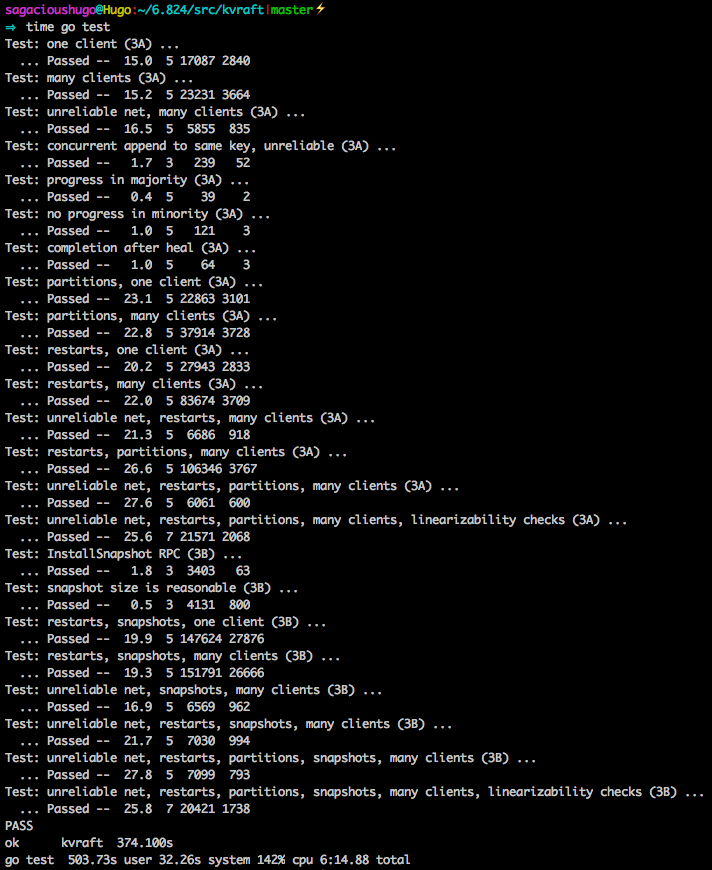 sagacioushugo@Hugo:~/6.824/src/kvraft|master⚡
⇒  time go test
Test: one client (3A) ...
  ... Passed --  15.0  5 17087 2840
Test: many clients (3A) ...
  ... Passed --  15.2  5 23231 3664
Test: unreliable net, many clients (3A) ...
  ... Passed --  16.5  5  5855  835
Test: concurrent append to same key, unreliable (3A) ...
  ... Passed --   1.7  3   239   52
Test: progress in majority (3A) ...
  ... Passed --   0.4  5    39    2
Test: no progress in minority (3A) ...
  ... Passed --   1.0  5   121    3
Test: completion after heal (3A) ...
  ... Passed --   1.0  5    64    3
Test: partitions, one client (3A) ...
  ... Passed --  23.1  5 22863 3101
Test: partitions, many clients (3A) ...
  ... Passed --  22.8  5 37914 3728
Test: restarts, one client (3A) ...
  ... Passed --  20.2  5 27943 2833
Test: restarts, many clients (3A) ...
  ... Passed --  22.0  5 83674 3709
Test: unreliable net, restarts, many clients (3A) ...
  ... Passed --  21.3  5  6686  918
Test: restarts, partitions, many clients (3A) ...
  ... Passed --  26.6  5 106346 3767
Test: unreliable net, restarts, partitions, many clients (3A) ...
  ... Passed --  27.6  5  6061  600
Test: unreliable net, restarts, partitions, many clients, linearizability checks (3A) ...
  ... Passed --  25.6  7 21571 2068
Test: InstallSnapshot RPC (3B) ...
  ... Passed --   1.8  3  3403   63
Test: snapshot size is reasonable (3B) ...
  ... Passed --   0.5  3  4131  800
Test: restarts, snapshots, one client (3B) ...
  ... Passed --  19.9  5 147624 27876
Test: restarts, snapshots, many clients (3B) ...
  ... Passed --  19.3  5 151791 26666
Test: unreliable net, snapshots, many clients (3B) ...
  ... Passed --  16.9  5  6569  962
Test: unreliable net, restarts, snapshots, many clients (3B) ...
  ... Passed --  21.7  5  7030  994
Test: unreliable net, restarts, partitions, snapshots, many clients (3B) ...
  ... Passed --  27.8  5  7099  793
Test: unreliable net, restarts, partitions, snapshots, many clients, linearizability checks (3B) ...
  ... Passed --  25.8  7 20421 1738
PASS
ok      kvraft  374.100s
go test  503.73s user 32.26s system 142% cpu 6:14.88 total